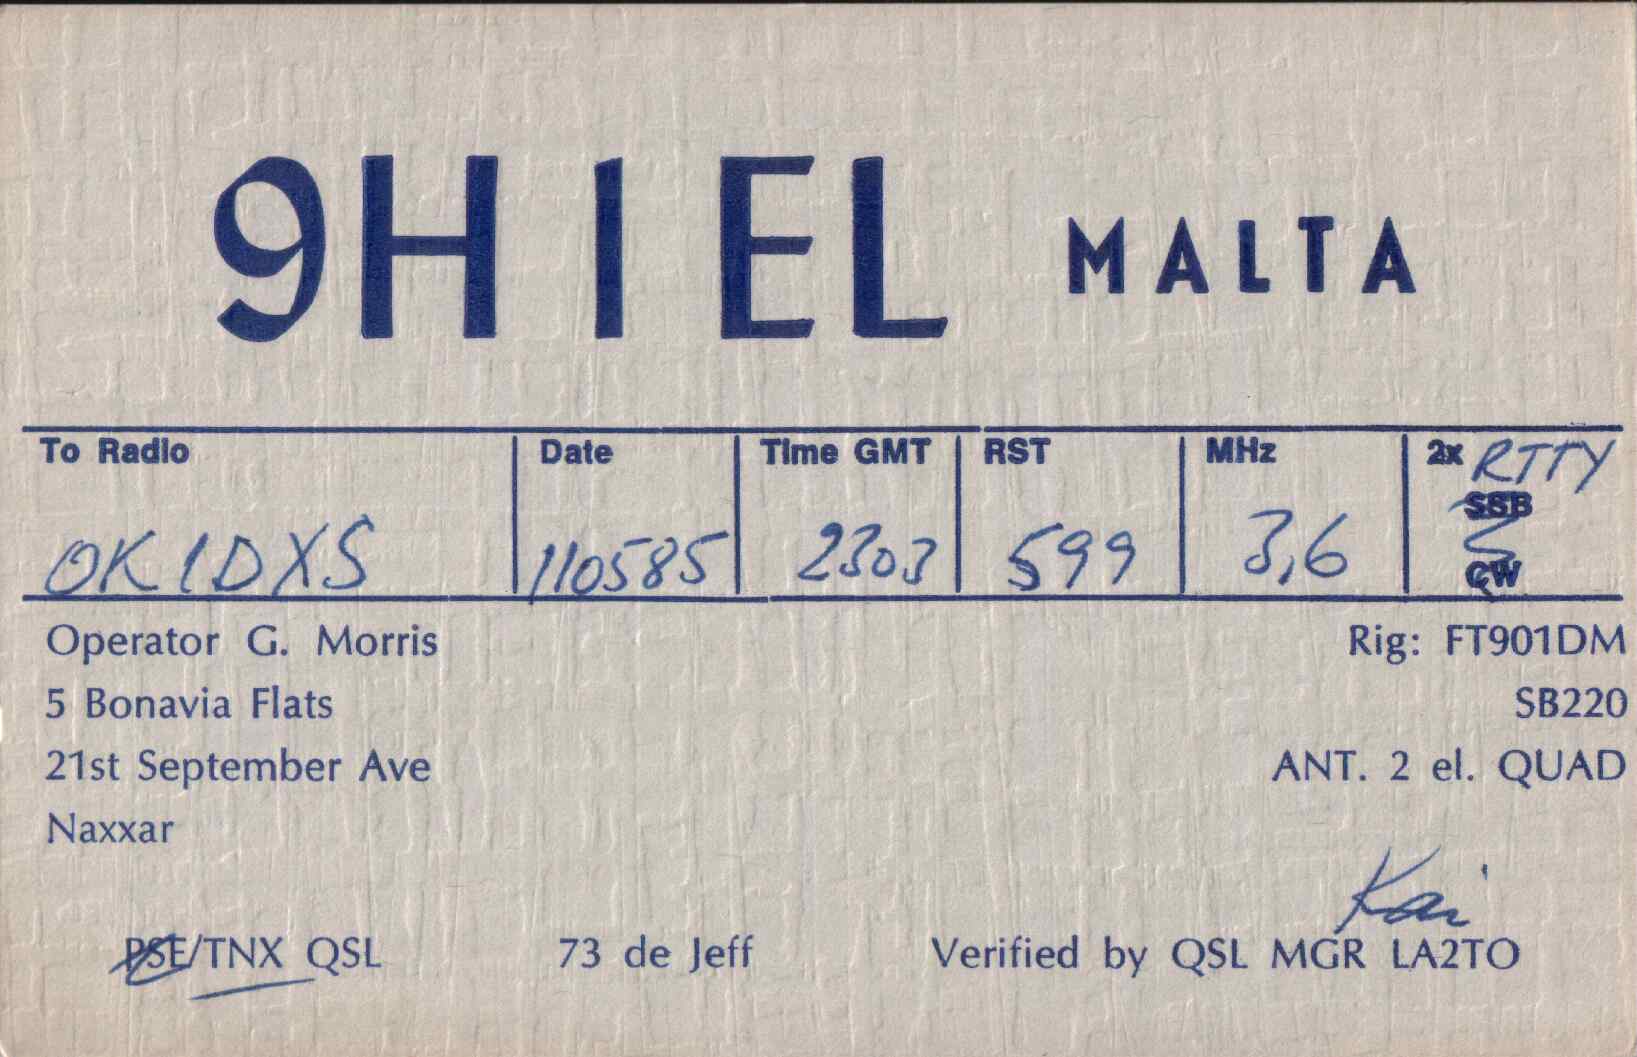 9H1EL MALTA
To Radio Date Time GMT RST MHz 2x RTTY
SSB
OK1DXS 110585 2303 599 3,6
CW
Operator G. Morris Rig: FT901DM
5 Bonavia Flats SB220
21st September Ave ANT. 2 el. QUAD
Naxxar
Kai
PSE/TNX QSL 73 de Jeff Verified by QSL MGR LA2TO